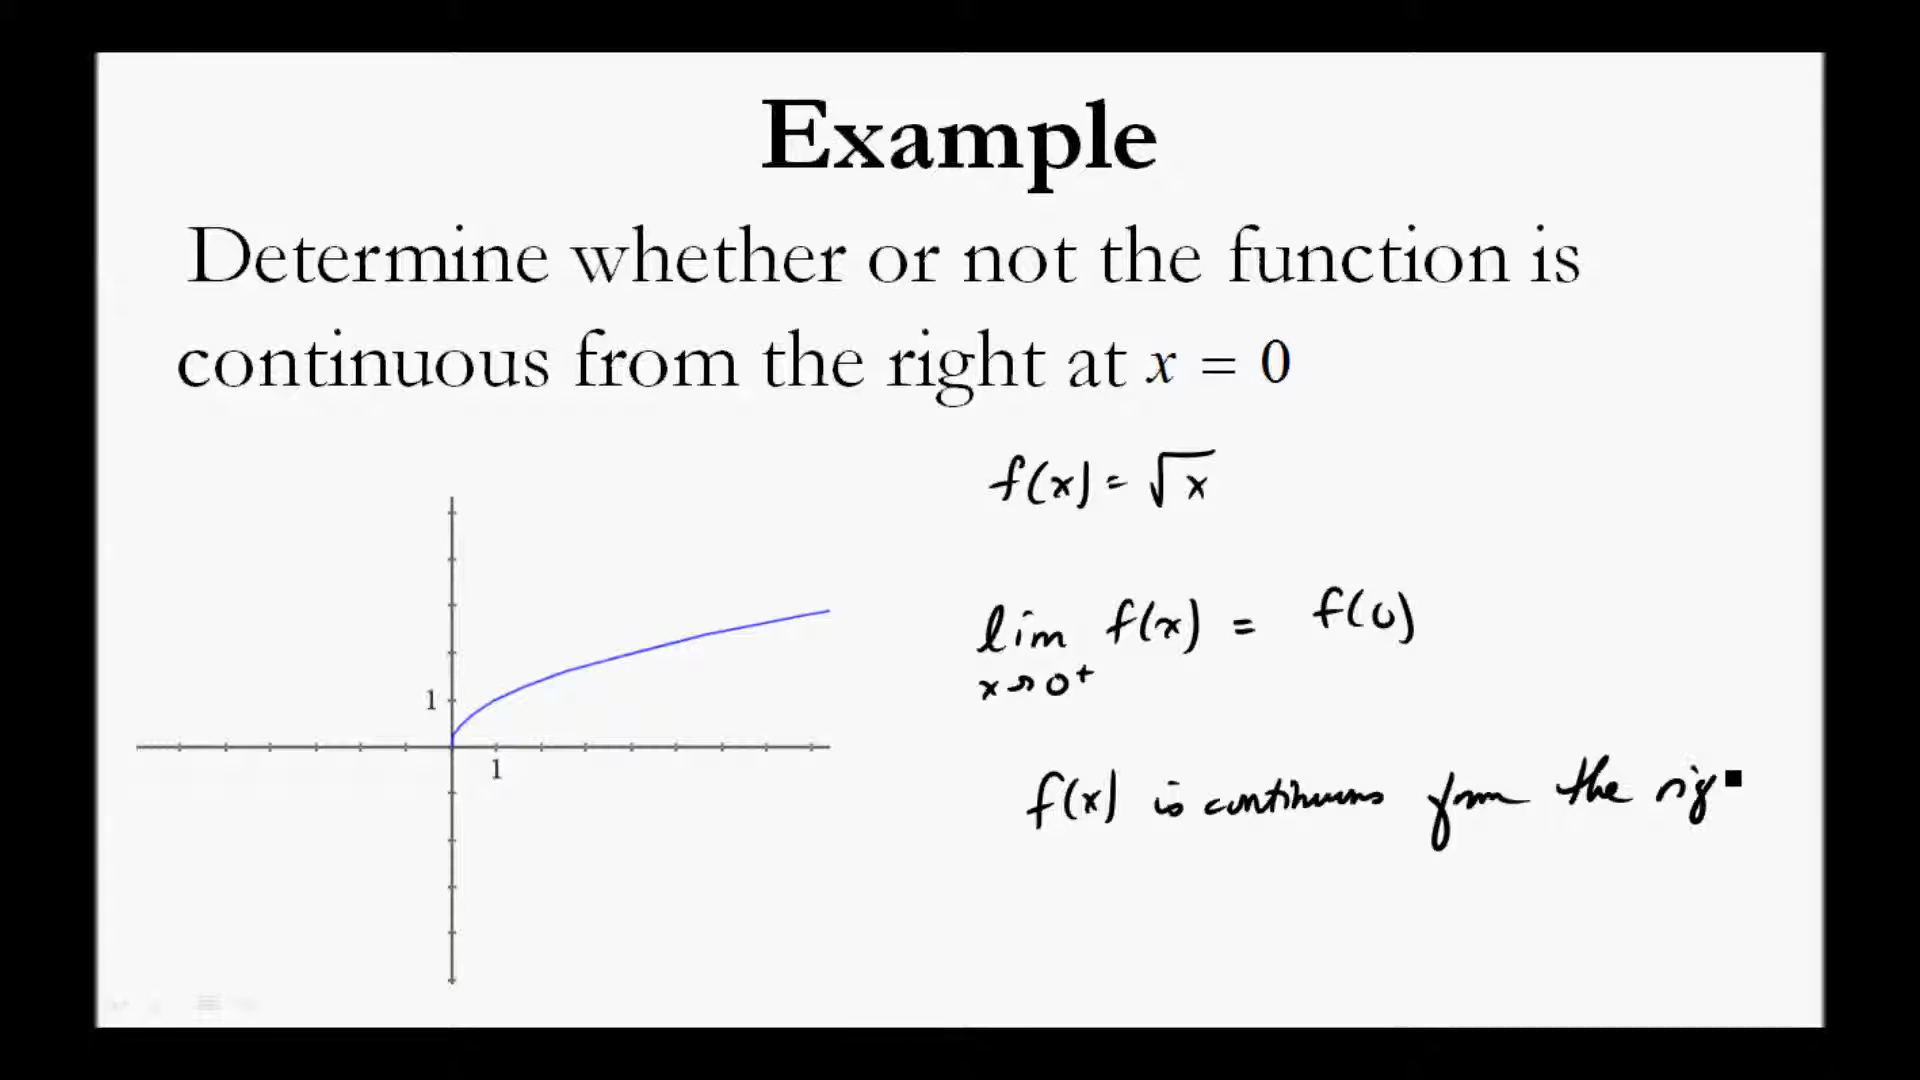 Example
Determine whether or not the function is
continuous from the right at x = 0
f(x) = √x
lim f(x) = f(0)
x→0⁺
1
1
f(x) is continuous from the rig